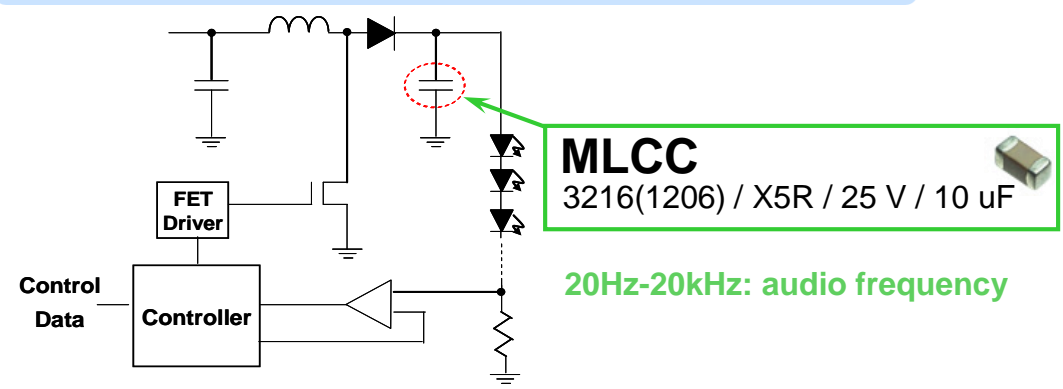 MLCC
3216(1206) / X5R / 25 V / 10 uF
FET
Driver
20Hz-20kHz: audio frequency
Control
Data
Controller